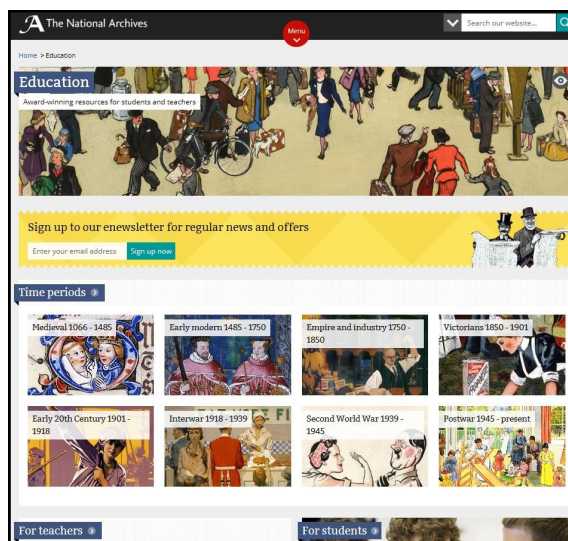 The National Archives
Menu
Search our website...
Home > Education
Education
Award-winning resources for students and teachers
Sign up to our enewsletter for regular news and offers
Enter your email address
Sign up now
Time periods
Medieval 1066 - 1485
Early modern 1485 - 1750
Empire and industry 1750 -
1850
Victorians 1850 - 1901
Early 20th Century 1901 -
1918
Interwar 1918 - 1939
Second World War 1939 -
1945
Postwar 1945 - present
For teachers
For students